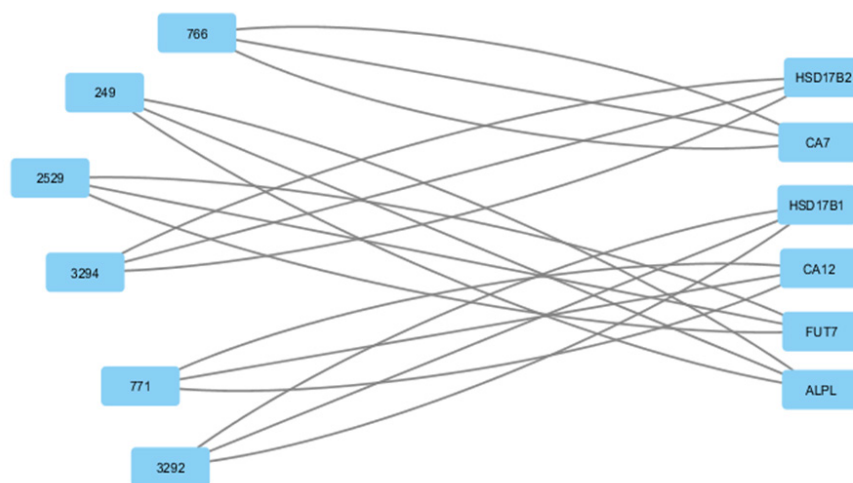 766
249
2529
3294
771
3292
HSD17B2
CA7
HSD17B1
CA12
FUT7
ALPL